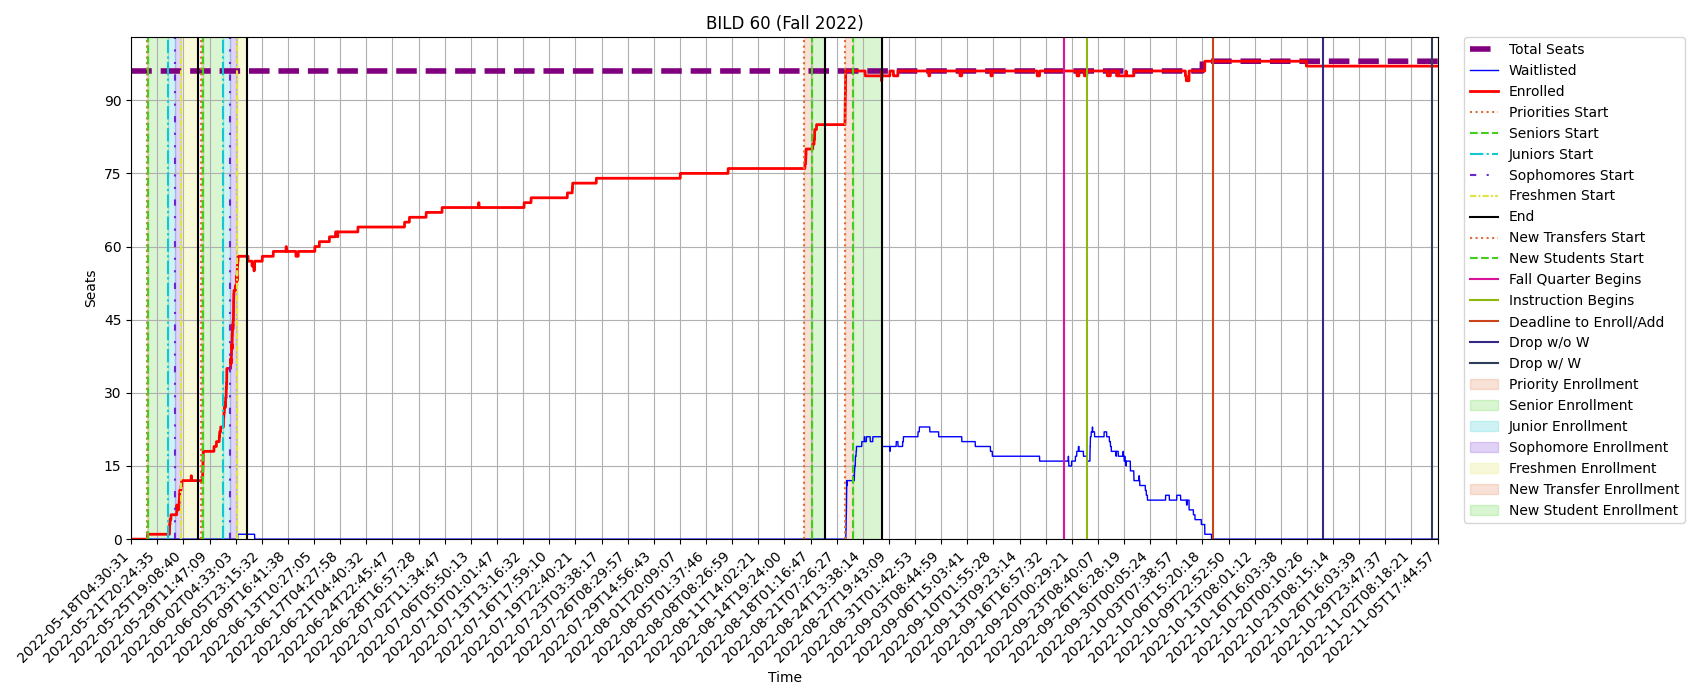 BILD 60 (Fall 2022)
Seats
90
75
60
45
30
15
0
2022-05-18T04:30:31
2022-05-21T20:24:35
2022-05-25T19:08:40
2022-05-29T11:47:09
2022-06-02T04:33:03
2022-06-05T23:15:32
2022-06-09T16:41:38
2022-06-13T10:27:05
2022-06-17T04:27:58
2022-06-21T04:40:32
2022-06-24T22:45:47
2022-06-28T16:57:28
2022-07-02T11:34:47
2022-07-06T05:50:13
2022-07-10T01:01:47
2022-07-13T13:16:32
2022-07-16T17:59:10
2022-07-19T22:40:21
2022-07-23T03:38:17
2022-07-26T08:29:57
2022-07-29T14:56:43
2022-08-01T20:09:07
2022-08-05T01:37:46
2022-08-08T08:26:59
2022-08-11T14:02:21
2022-08-14T19:24:00
2022-08-18T01:16:47
2022-08-21T07:26:27
2022-08-24T13:38:14
2022-08-27T19:43:09
2022-08-31T01:42:53
2022-09-03T08:44:59
2022-09-06T15:03:41
2022-09-10T01:55:28
2022-09-13T09:23:14
2022-09-16T16:57:32
2022-09-20T00:29:21
2022-09-23T08:40:07
2022-09-26T16:28:19
2022-09-30T00:05:24
2022-10-03T07:38:57
2022-10-06T15:20:18
2022-10-09T22:52:50
2022-10-13T08:01:12
2022-10-16T16:03:38
2022-10-20T00:10:26
2022-10-23T08:15:14
2022-10-26T16:03:39
2022-10-29T23:47:37
2022-11-02T08:18:21
2022-11-05T17:44:57
Time
Total Seats
Waitlisted
Enrolled
Priorities Start
Seniors Start
Juniors Start
Sophomores Start
Freshmen Start
End
New Transfers Start
New Students Start
Fall Quarter Begins
Instruction Begins
Deadline to Enroll/Add
Drop w/o W
Drop w/ W
Priority Enrollment
Senior Enrollment
Junior Enrollment
Sophomore Enrollment
Freshmen Enrollment
New Transfer Enrollment
New Student Enrollment